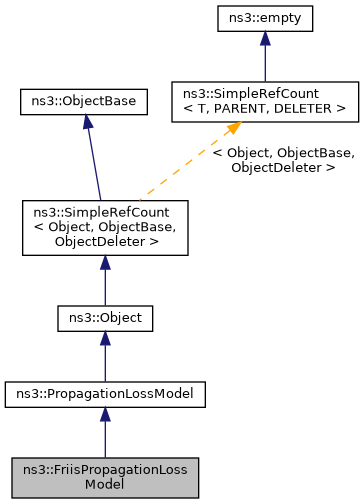 ns3::empty
ns3::ObjectBase
ns3::SimpleRefCount
< T, PARENT, DELETER >
< Object, ObjectBase,
ObjectDeleter >
ns3::SimpleRefCount
< Object, ObjectBase,
ObjectDeleter >
ns3::Object
ns3::PropagationLossModel
ns3::FriisPropagationLoss
Model